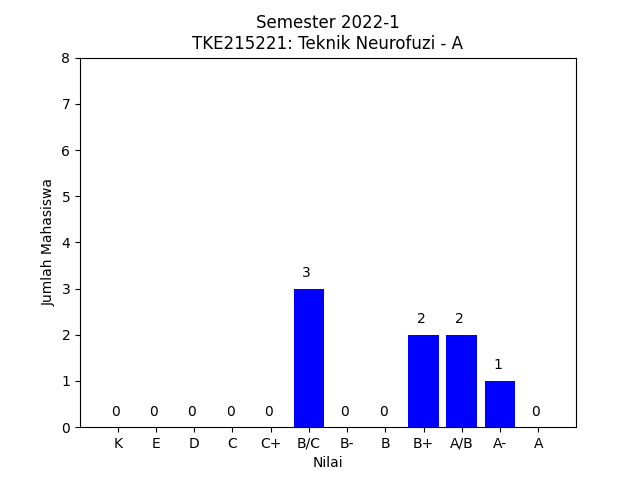 Semester 2022-1
TKE215221: Teknik Neurofuzi - A
8
7
6
5
4
3
2
1
0
Jumlah Mahasiswa
0 0 0 0 0 3 0 0 2 2 1 0
K E D C C+ B/C B- B B+ A/B A- A
Nilai